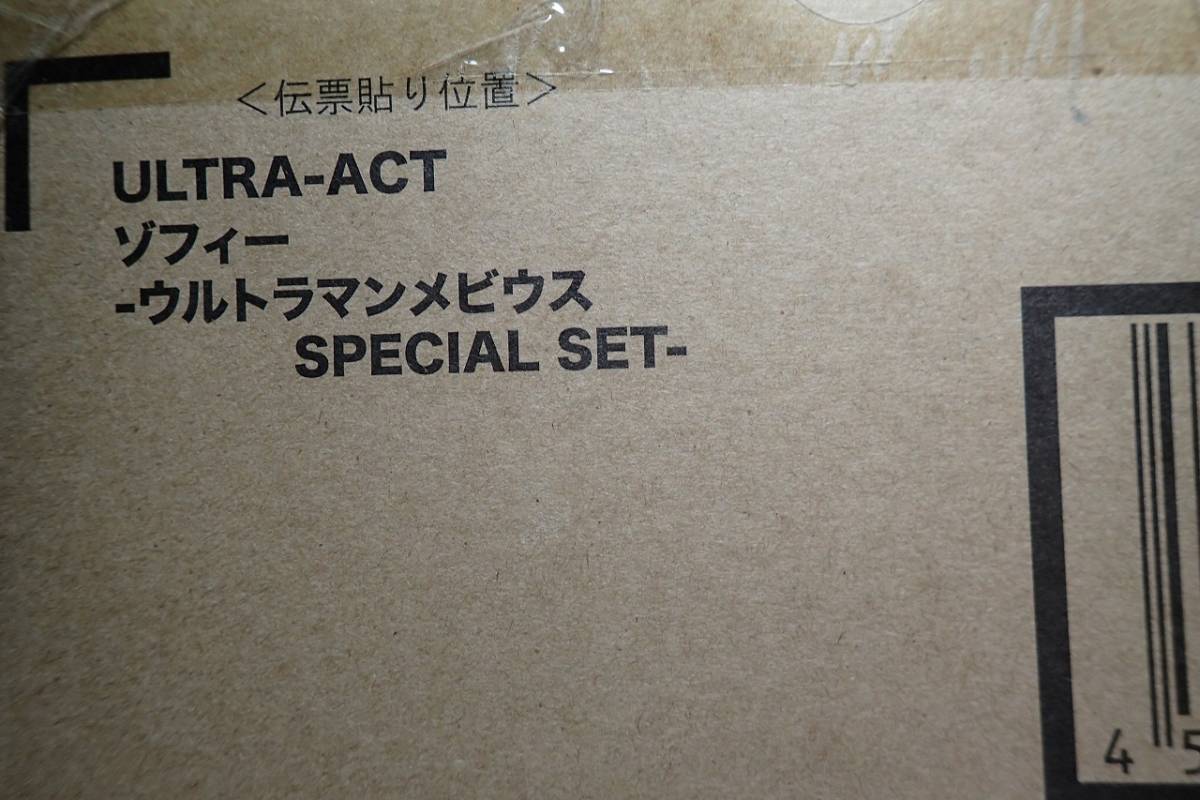 <伝票貼り位置>
ULTRA-ACT
ゾフィー
-ウルトラマンメビウス
SPECIAL SET-
45